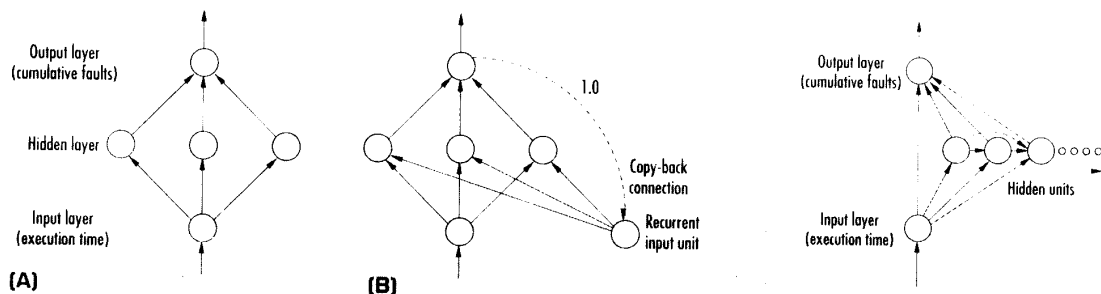 Output layer
(cumulative faults)
Hidden layer
Input layer
(execution time)
(A)
1.0
Copy-back
connection
Recurrent
input unit
(B)
Output layer
(cumulative faults)
Hidden units
Input layer
(execution time)